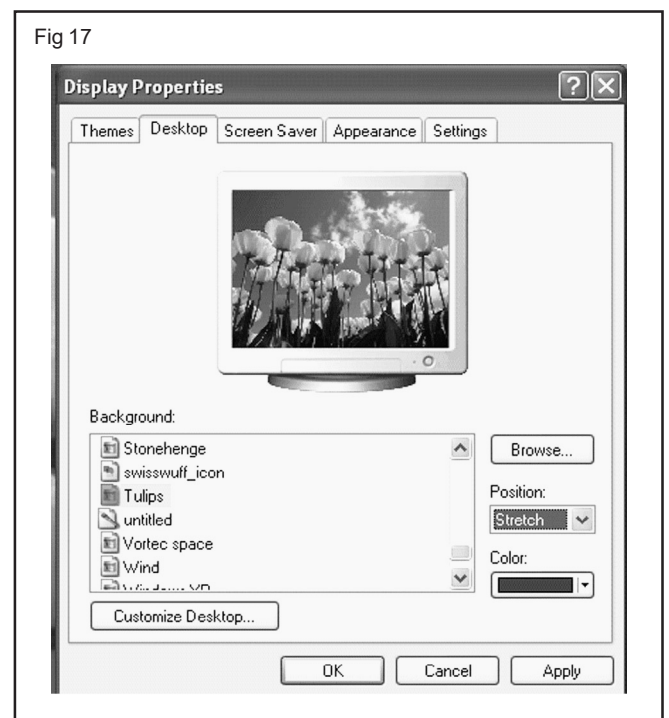 Fig 17
Display Properties
Themes Desktop Screen Saver Appearance Settings
Background:
Stonehenge
swisswuff_icon
Tulips
untitled
Vortec space
Wind
Browse...
Position:
Stretch
Color:
Customize Desktop...
OK Cancel Apply